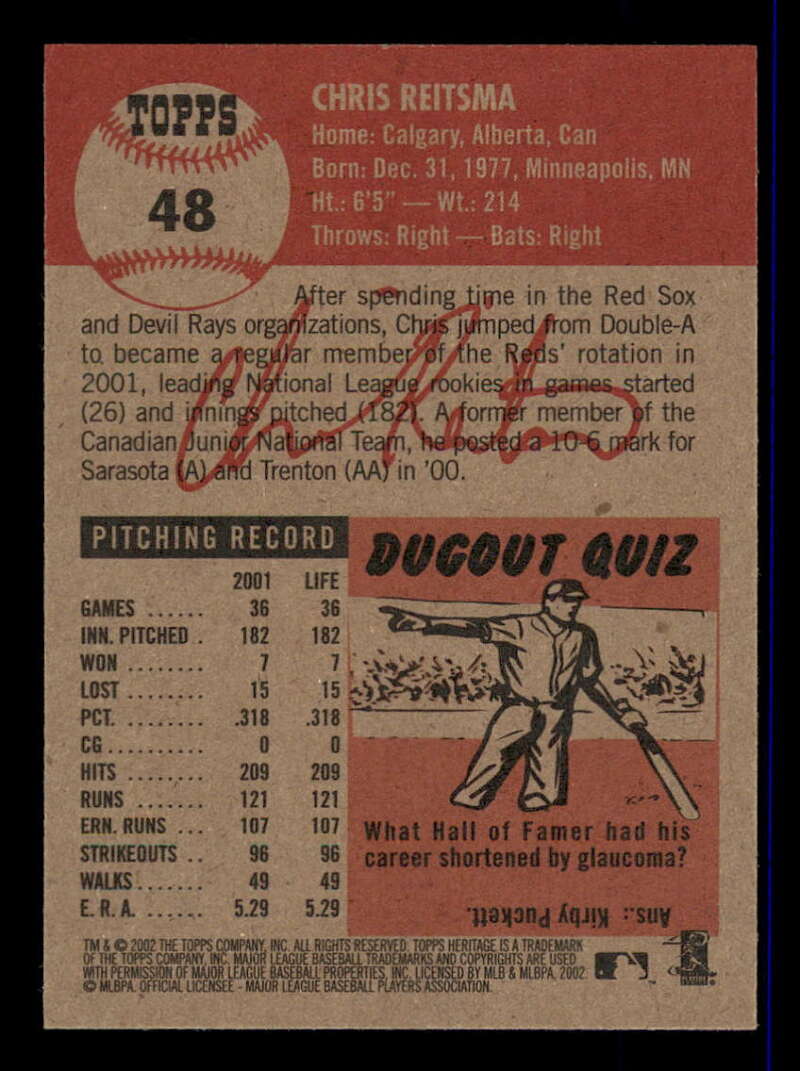 TOPPS
48
CHRIS REITSMA
Home: Calgary, Alberta, Can
Born: Dec. 31, 1977, Minneapolis, MN
Ht.: 6'5" — Wt.: 214
Throws: Right — Bats: Right
After spending time in the Red Sox
and Devil Rays organizations, Chris jumped from Double-A
to became a regular member of the Reds' rotation in
2001, leading National League rookies in games started
(26) and innings pitched (182). A former member of the
Canadian Junior National Team, he posted a 10-6 mark for
Sarasota (A) and Trenton (AA) in '00.
PITCHING RECORD
2001 LIFE
GAMES ...... 36 36
INN. PITCHED . 182 182
WON ........ 7 7
LOST ........ 15 15
PCT. ........ .318 .318
CG .......... 0 0
HITS ........ 209 209
RUNS ....... 121 121
ERN. RUNS ... 107 107
STRIKEOUTS .. 96 96
WALKS ....... 49 49
E.R.A. ...... 5.29 5.29
DUGOUT QUIZ
What Hall of Famer had his
career shortened by glaucoma?
Ans.: Kirby Puckett.
TM & © 2002 THE TOPPS COMPANY, INC. ALL RIGHTS RESERVED. TOPPS HERITAGE IS A TRADEMARK
OF THE TOPPS COMPANY, INC. MAJOR LEAGUE BASEBALL TRADEMARKS AND COPYRIGHTS ARE USED
WITH PERMISSION OF MAJOR LEAGUE BASEBALL PROPERTIES, INC. LICENSED BY MLB & MLBPA, 2002
© MLBPA. OFFICIAL LICENSEE - MAJOR LEAGUE BASEBALL PLAYERS ASSOCIATION.